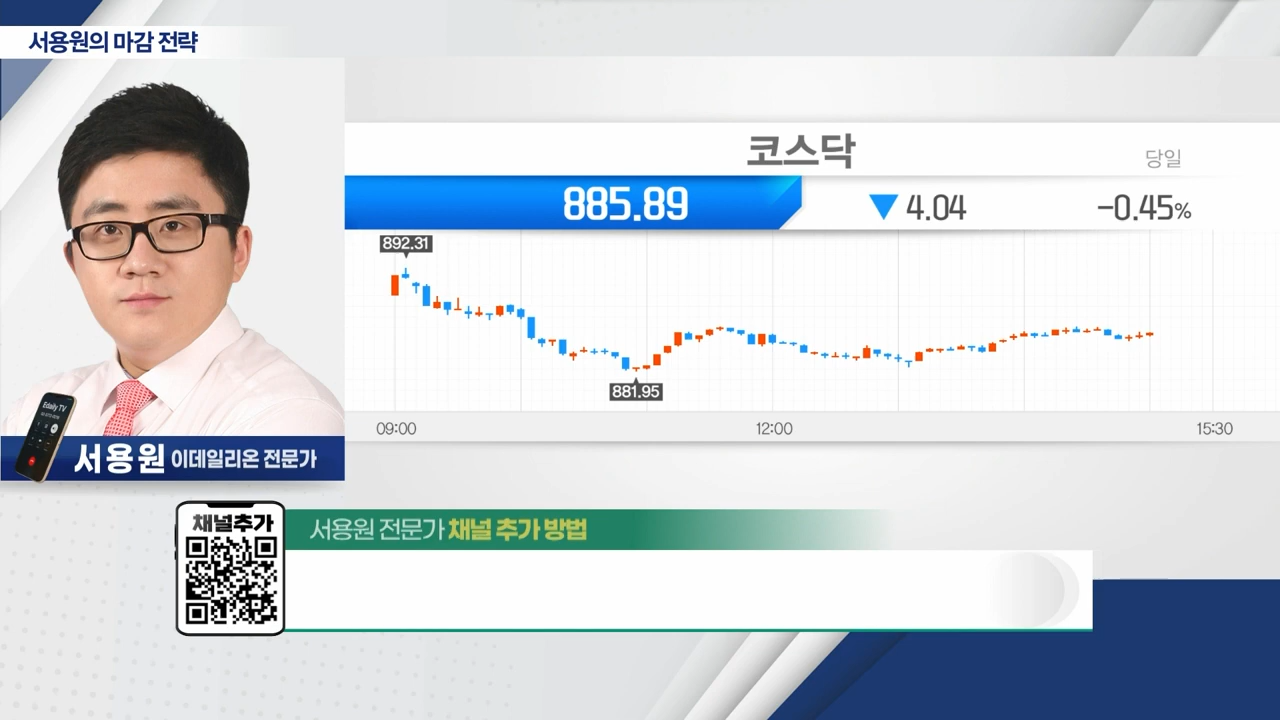 서용원의 마감 전략
코스닥
당일
885.89
▼ 4.04
-0.45%
892.31
881.95
09:00
12:00
15:30
Edaily TV
서용원 이데일리온 전문가
채널추가
서용원 전문가 채널 추가 방법